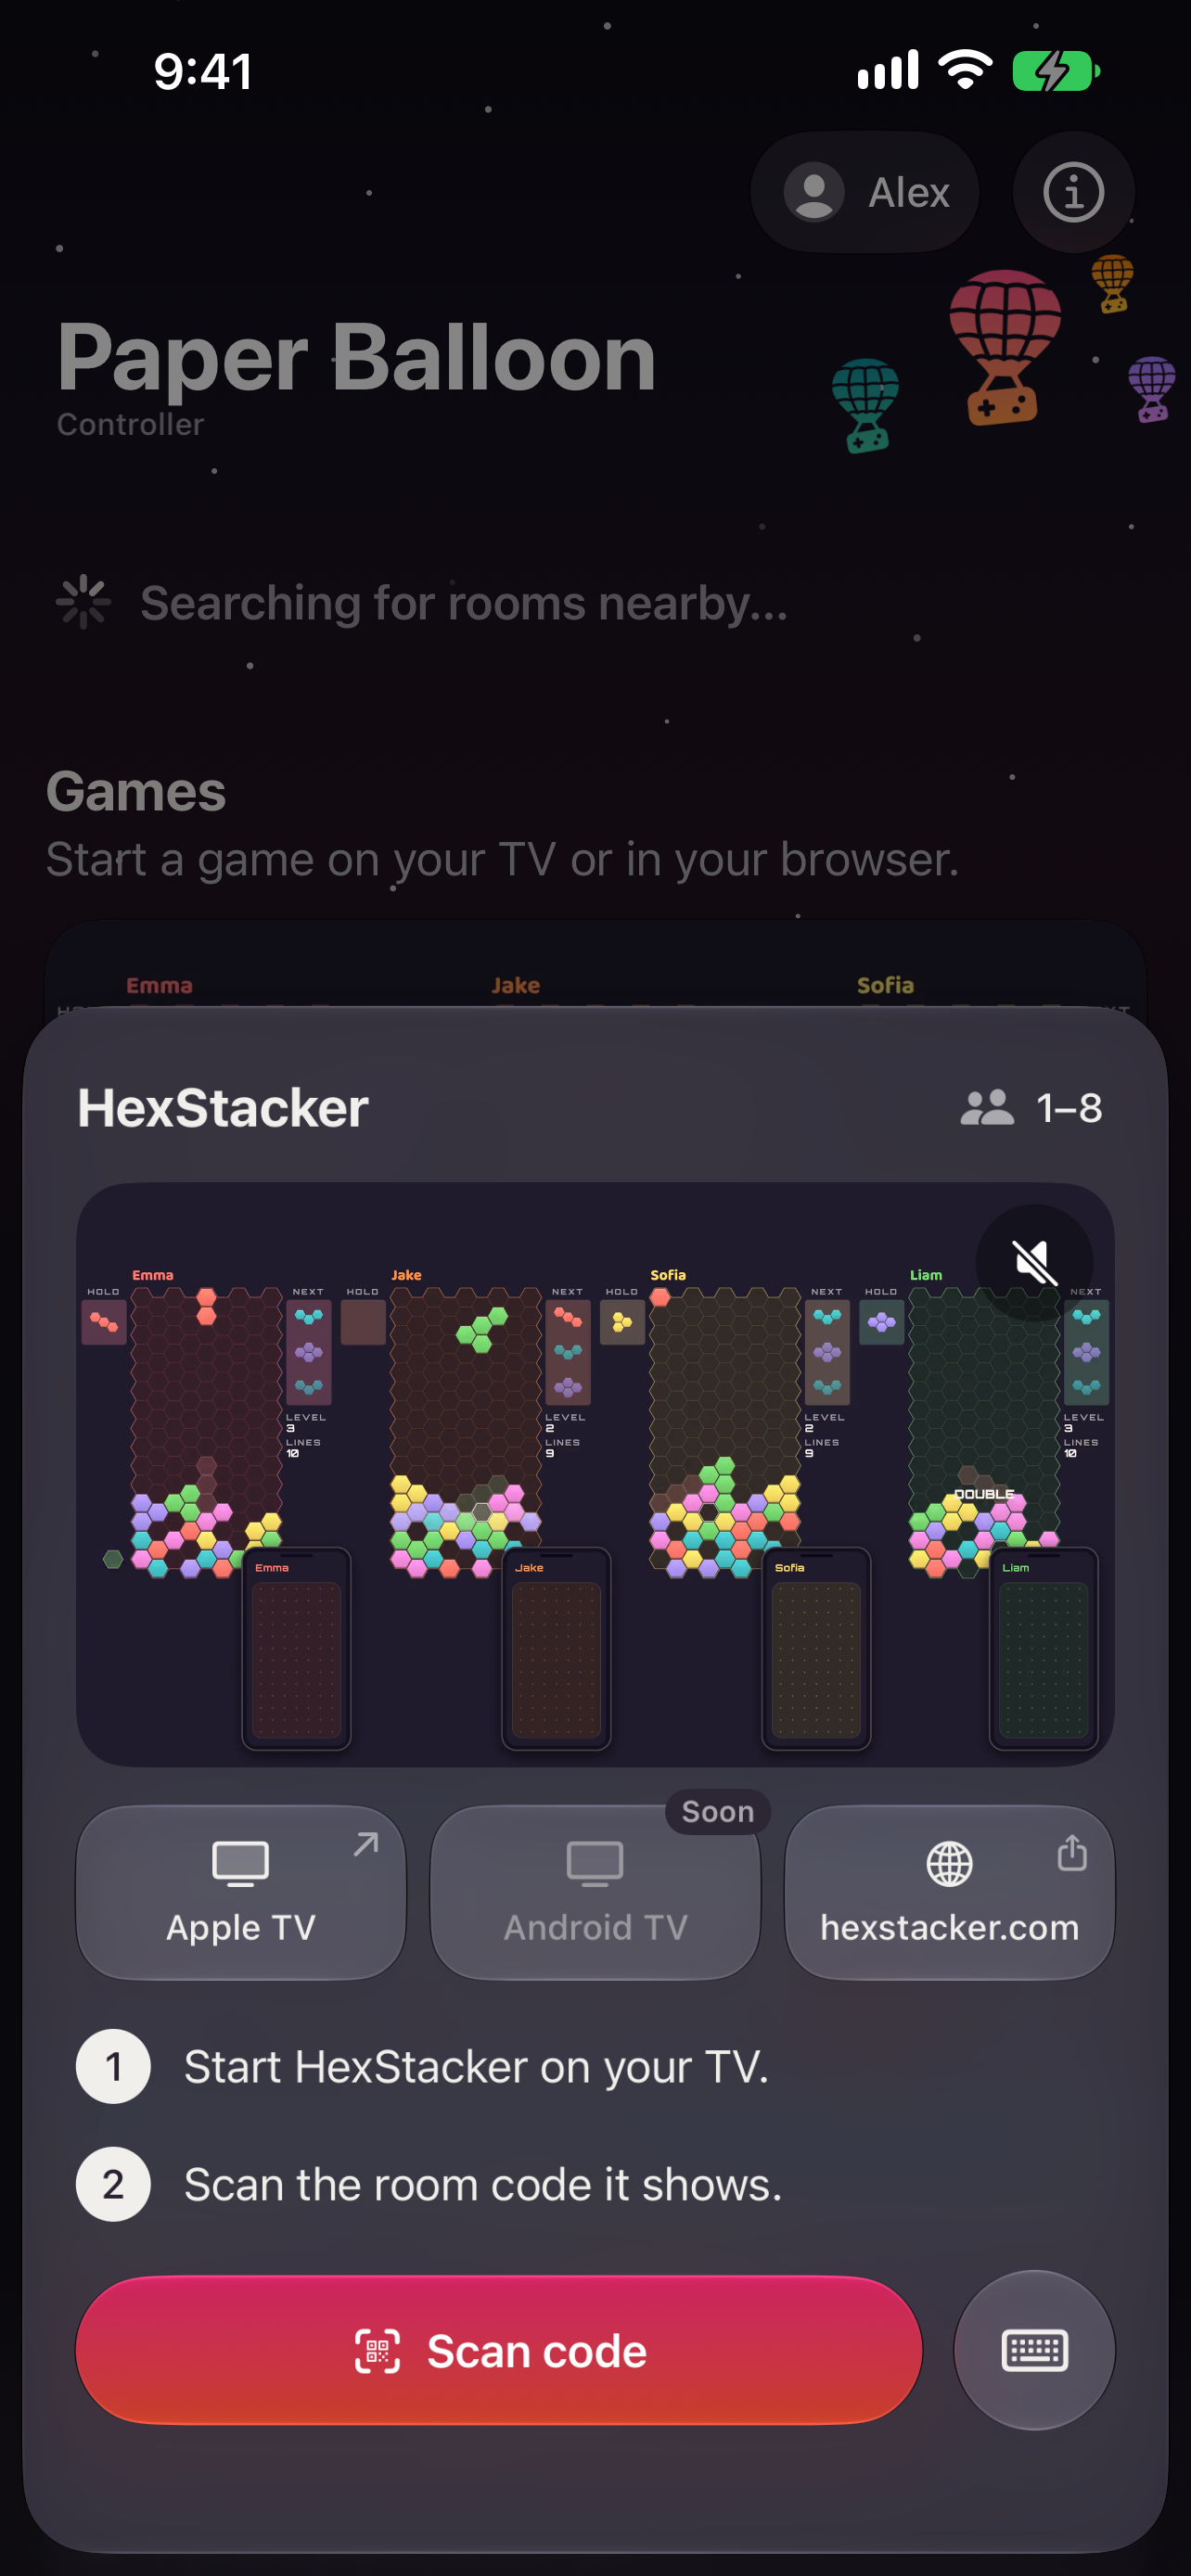 9:41
Alex
Paper Balloon
Controller
Searching for rooms nearby...
Games
Start a game on your TV or in your browser.
Emma Jake Sofia
HexStacker
1–8
Emma Jake Sofia Liam
HOLD NEXT HOLD NEXT HOLD NEXT HOLD NEXT
LEVEL LEVEL LEVEL LEVEL
3 2 2 3
LINES LINES LINES LINES
10 9 9 10
DOUBLE
Emma Jake Sofia Liam
Soon
Apple TV Android TV hexstacker.com
1 Start HexStacker on your TV.
2 Scan the room code it shows.
Scan code